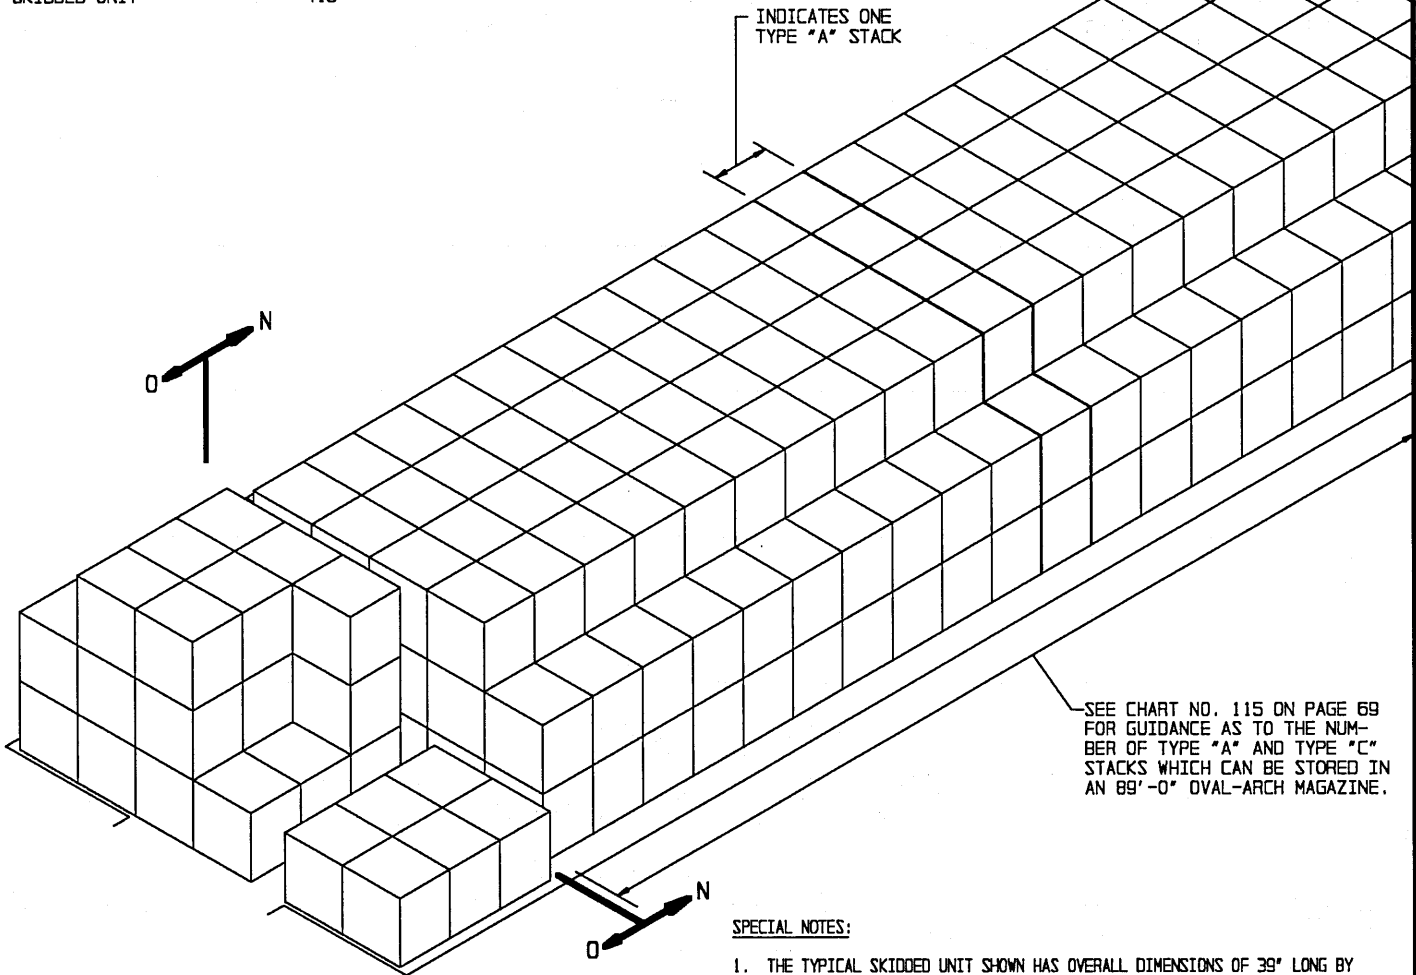 INDICATES ONE
TYPE "A" STACK
N
O
SEE CHART NO. 115 ON PAGE 69
FOR GUIDANCE AS TO THE NUM-
BER OF TYPE "A" AND TYPE "C"
STACKS WHICH CAN BE STORED IN
AN 89'-0" OVAL-ARCH MAGAZINE.
N
O
SPECIAL NOTES:
1. THE TYPICAL SKIDDED UNIT SHOWN HAS OVERALL DIMENSIONS OF 39" LONG BY